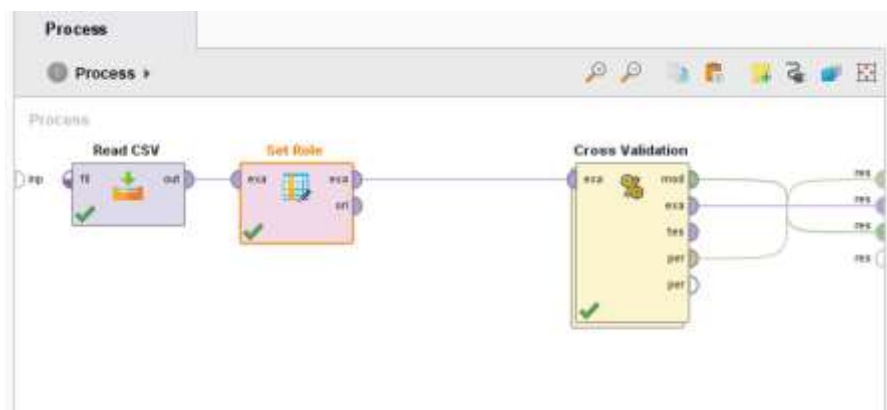 Process
Process
Process
Read CSV
Set Role
Cross Validation
inp
fil
out
exa
exa
ori
exa
mod
exa
tes
per
per
res
res
res
res